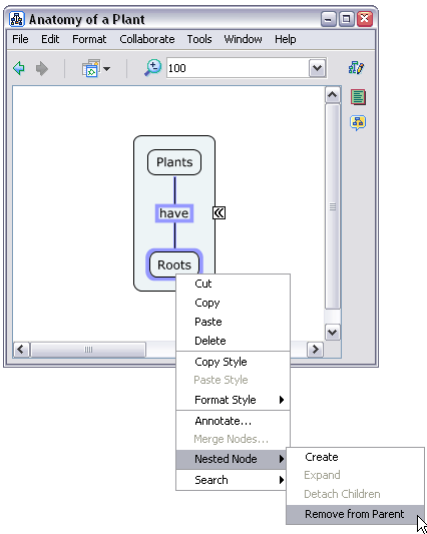 Anatomy of a Plant
File Edit Format Collaborate Tools Window Help
100
Plants
have
Roots
Cut
Copy
Paste
Delete
Copy Style
Paste Style
Format Style
Annotate...
Merge Nodes...
Nested Node
Search
Create
Expand
Detach Children
Remove from Parent